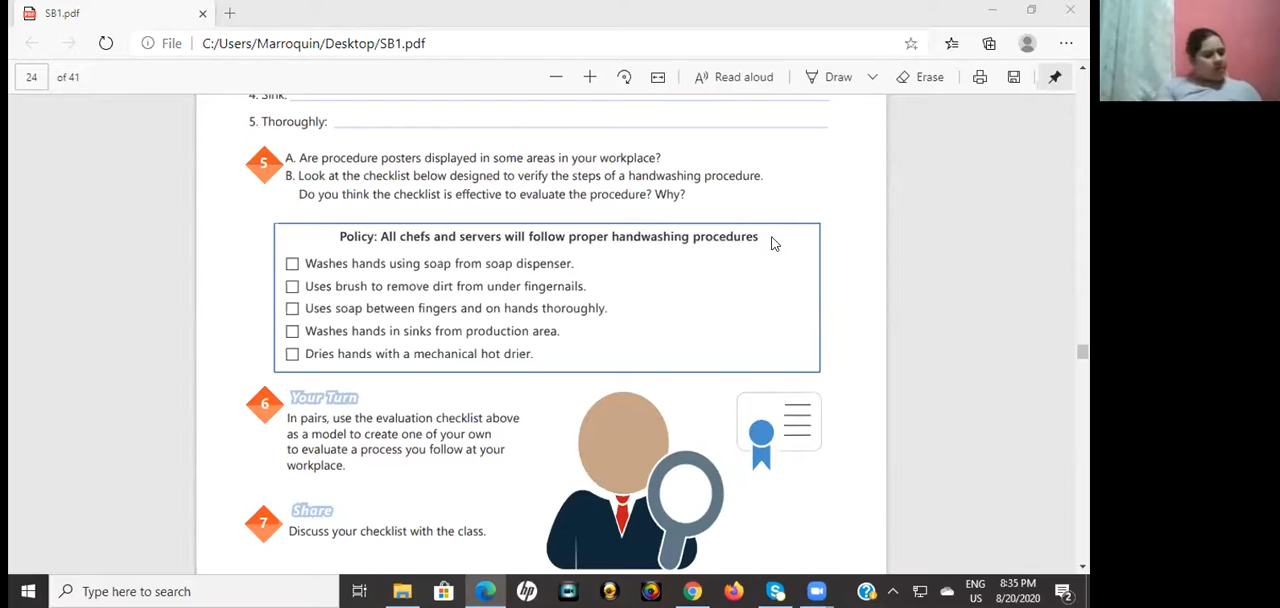 SB1.pdf
File
C:/Users/Marroquin/Desktop/SB1.pdf
24 of 41
Read aloud
Draw
Erase
4. Sink:
5. Thoroughly:
5
A. Are procedure posters displayed in some areas in your workplace?
B. Look at the checklist below designed to verify the steps of a handwashing procedure.
Do you think the checklist is effective to evaluate the procedure? Why?
Policy: All chefs and servers will follow proper handwashing procedures
Washes hands using soap from soap dispenser.
Uses brush to remove dirt from under fingernails.
Uses soap between fingers and on hands thoroughly.
Washes hands in sinks from production area.
Dries hands with a mechanical hot drier.
6
Your Turn
In pairs, use the evaluation checklist above
as a model to create one of your own
to evaluate a process you follow at your
workplace.
7
Share
Discuss your checklist with the class.
Type here to search
hp
ENG
US
8:35 PM
8/20/2020
2